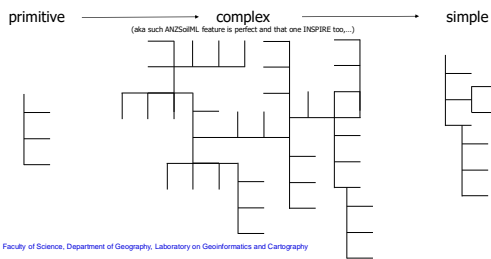 primitive complex simple
(aka such ANZSoilML feature is perfect and that one INSPIRE too,...)
Faculty of Science, Department of Geography, Laboratory on Geoinformatics and Cartography